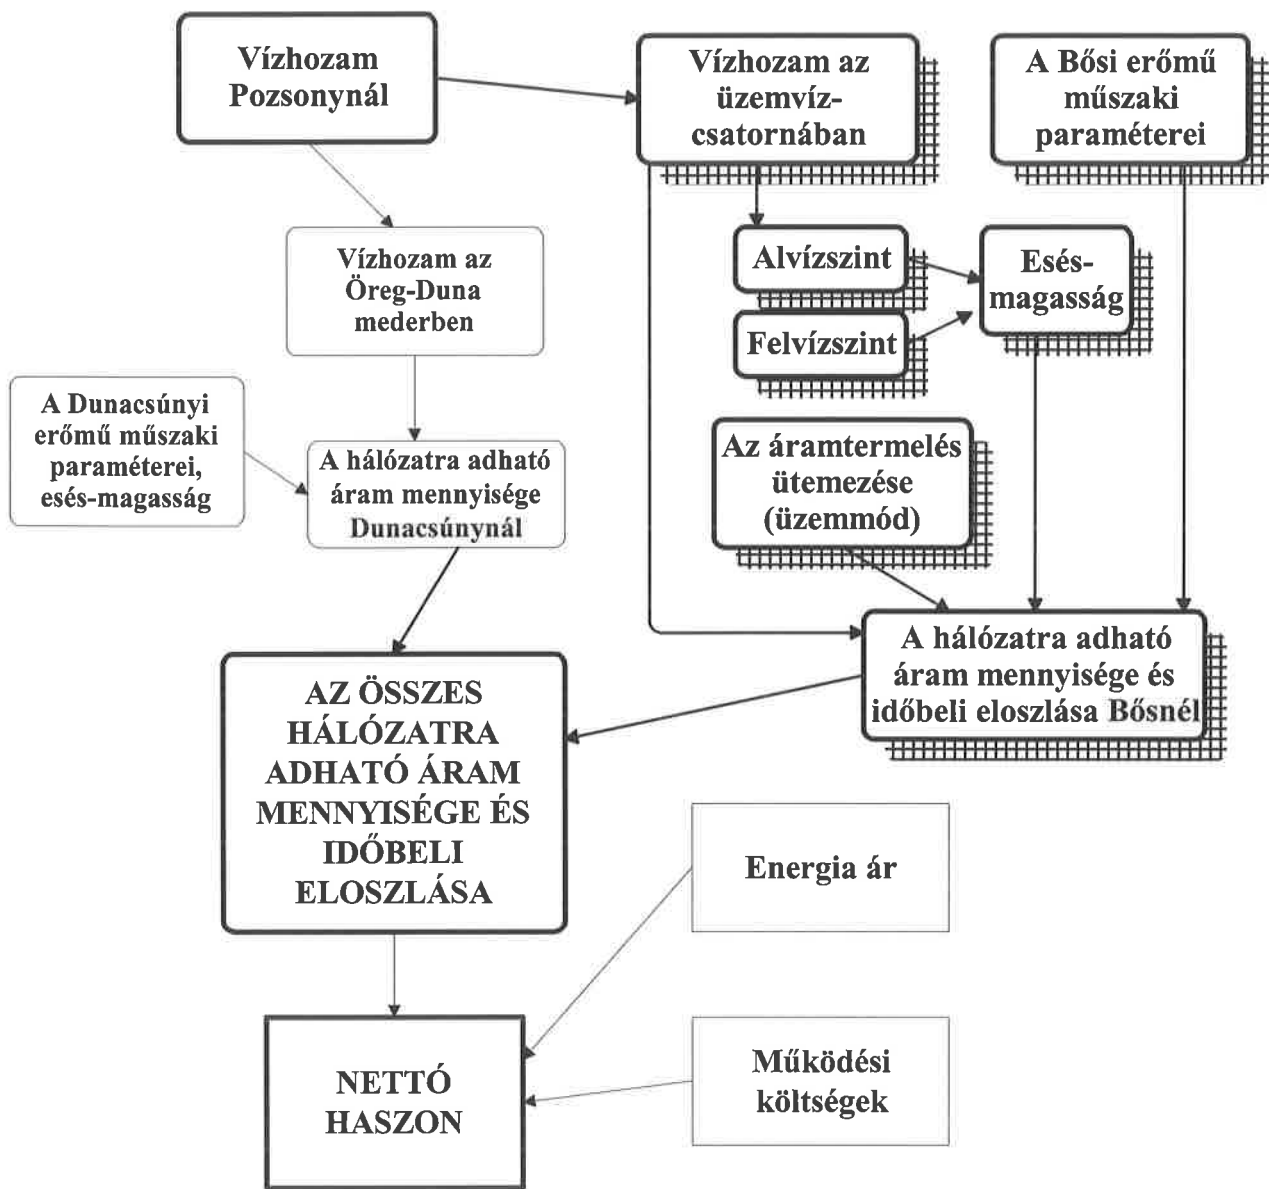 Vízhozam
Pozsonynál
Vízhozam az
üzemvíz-
csatornában
A Bősi erőmű
műszaki
paraméterei
Vízhozam az
Öreg-Duna
mederben
Alvízszint
Felvízszint
Esés-
magasság
A Dunacsúnyi
erőmű műszaki
paraméterei,
esés-magasság
A hálózatra adható
áram mennyisége
Dunacsúnynál
Az áramtermelés
ütemezése
(üzemmód)
A hálózatra adható
áram mennyisége és
időbeli eloszlása Bősnél
AZ ÖSSZES
HÁLÓZATRA
ADHATÓ ÁRAM
MENNYISÉGE ÉS
IDŐBELI
ELOSZLÁSA
Energia ár
NETTÓ
HASZON
Működési
költségek